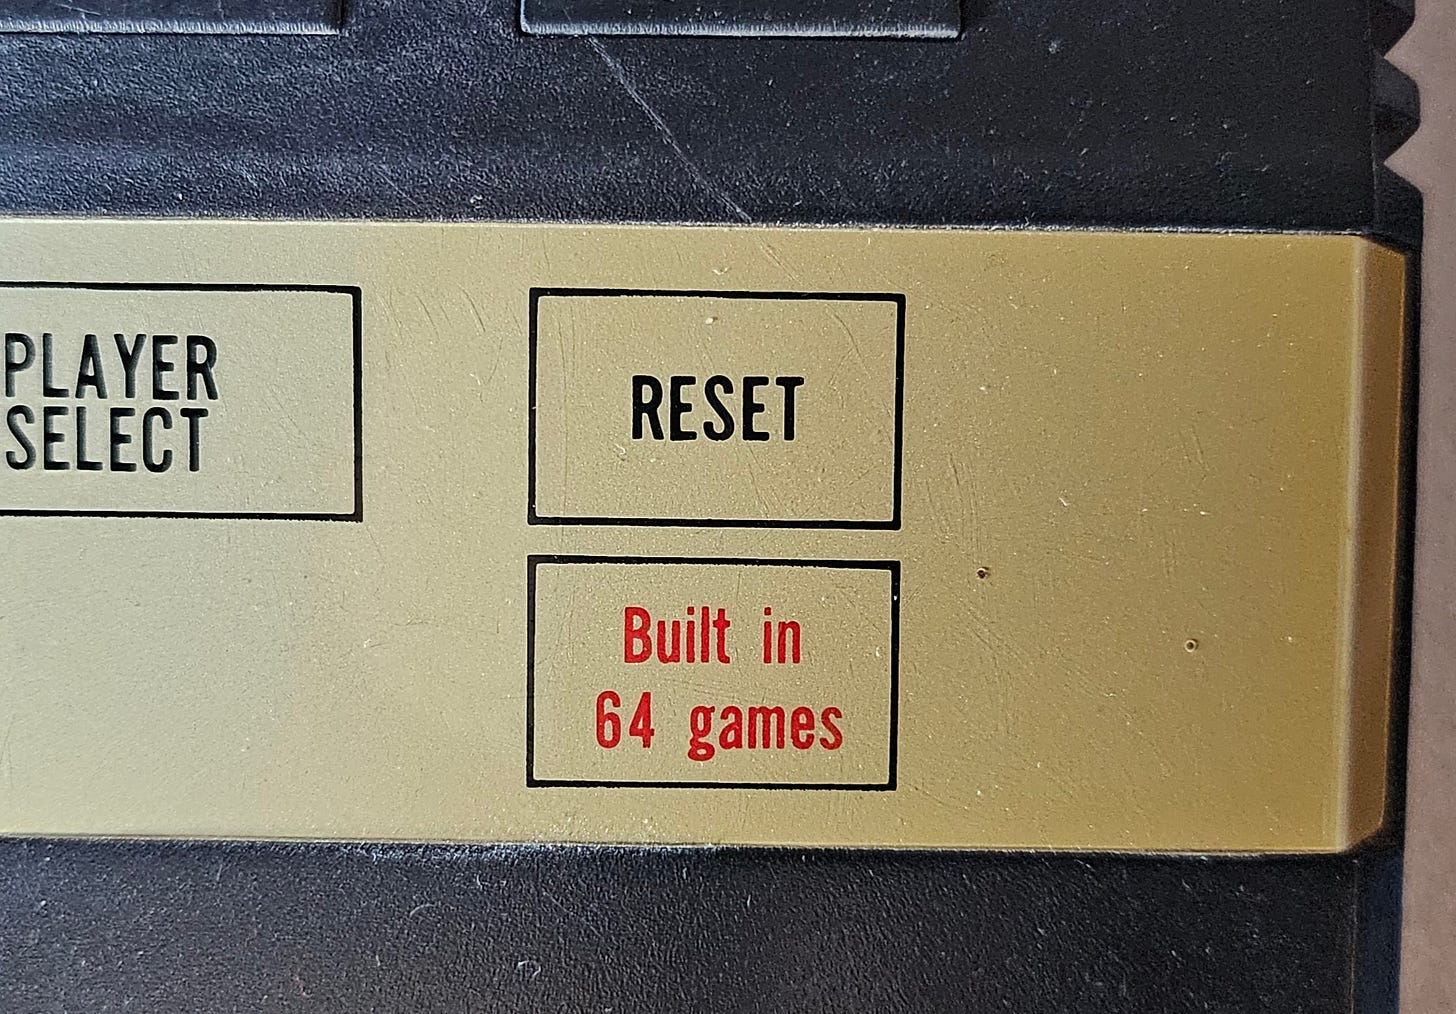 PLAYER
SELECT
RESET
Built in
64 games